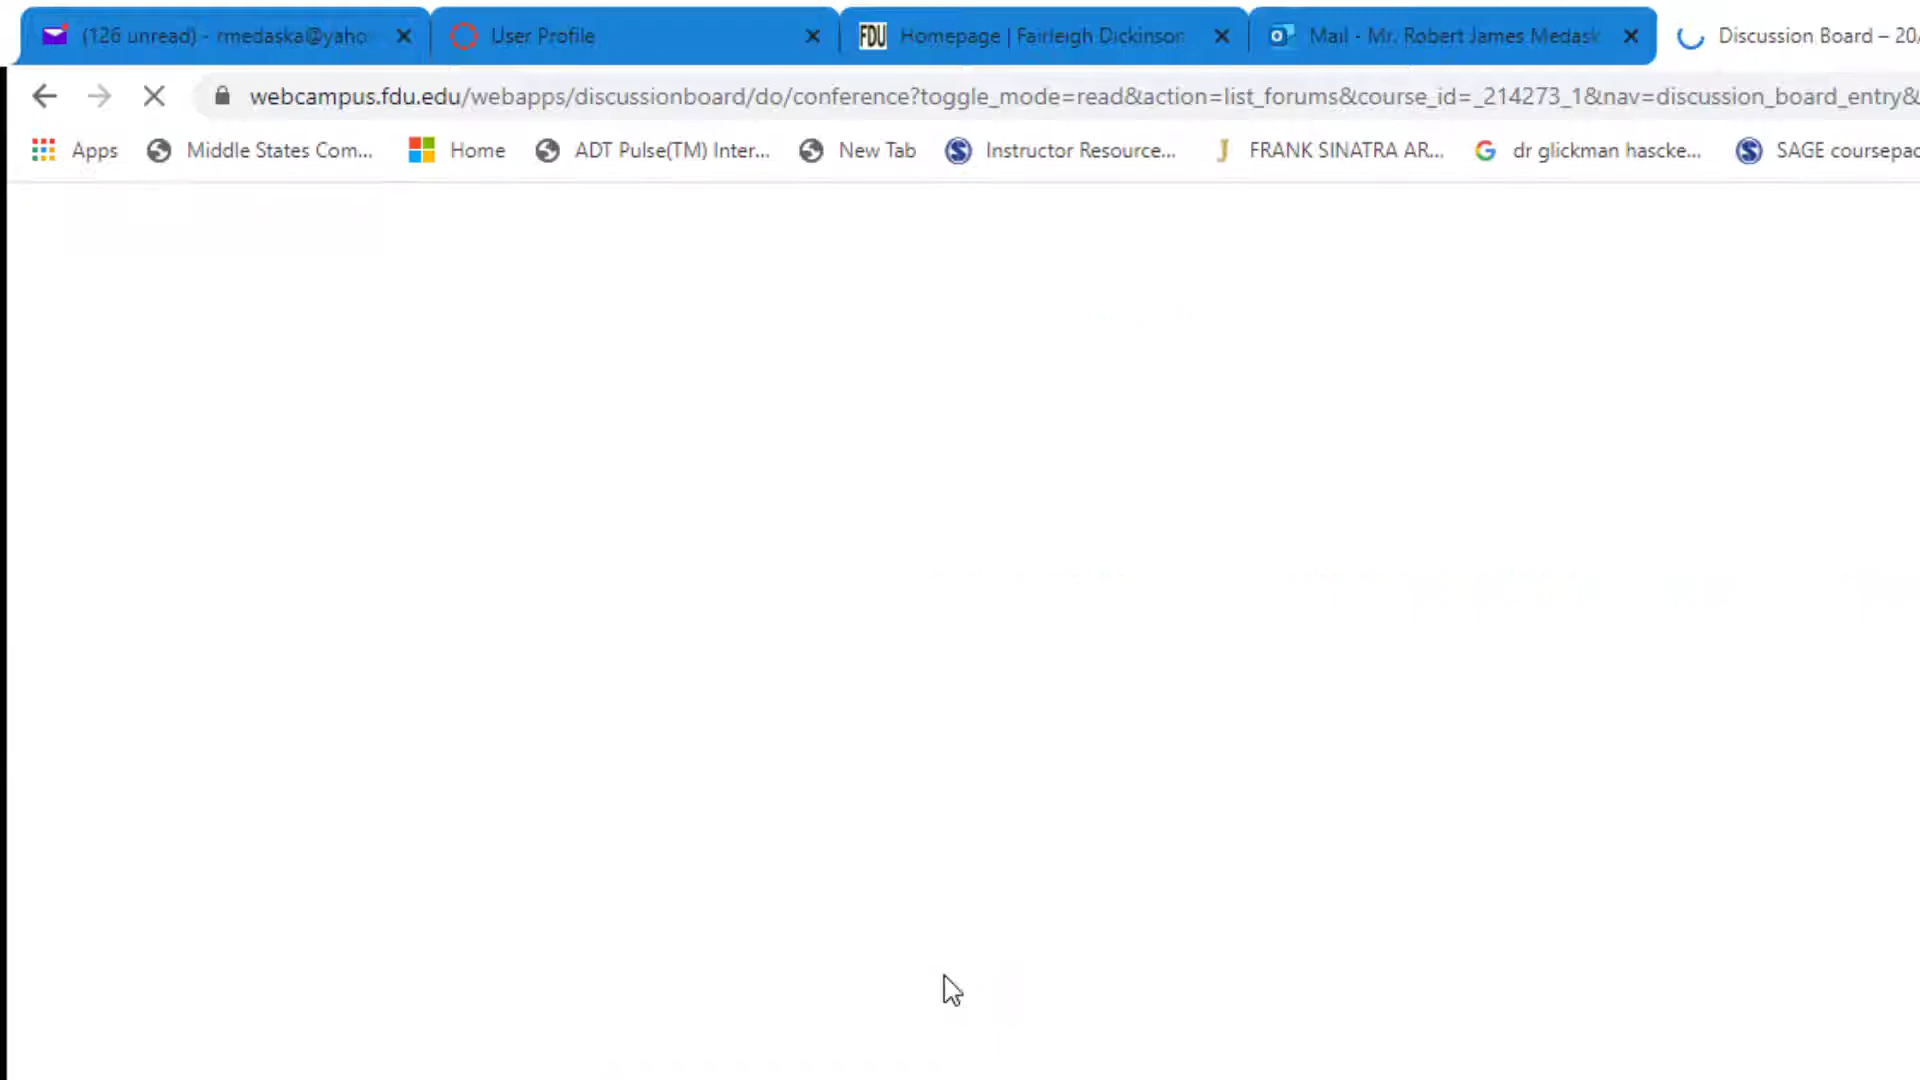 (126 unread) - rmedaska@yaho
User Profile
FDU Homepage | Fairleigh Dickinson
Mail - Mr. Robert James Medask
Discussion Board – 20/
webcampus.fdu.edu/webapps/discussionboard/do/conference?toggle_mode=read&action=list_forums&course_id=_214273_1&nav=discussion_board_entry&
Apps
Middle States Com...
Home
ADT Pulse(TM) Inter...
New Tab
Instructor Resource...
FRANK SINATRA AR...
dr glickman hascke...
SAGE coursepac